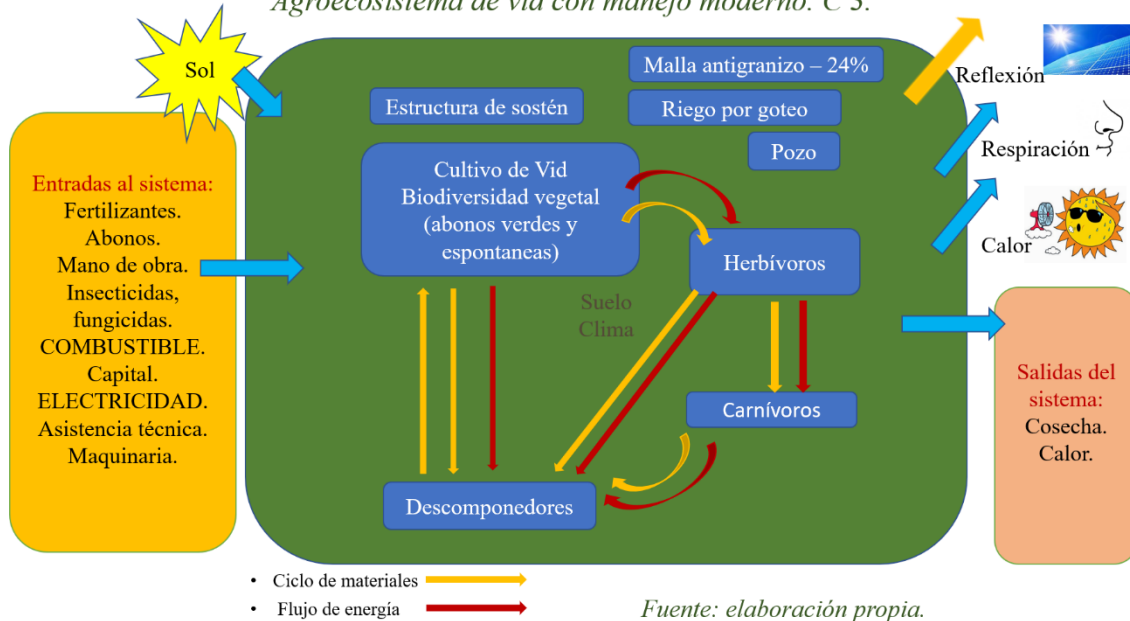 Agroecosistema de vid con manejo moderno. C 3.
Sol
Malla antigranizo – 24%
Estructura de sostén
Riego por goteo
Pozo
Reflexión
Respiración
Calor
Entradas al sistema:
Fertilizantes.
Abonos.
Mano de obra.
Insecticidas,
fungicidas.
COMBUSTIBLE.
Capital.
ELECTRICIDAD.
Asistencia técnica.
Maquinaria.
Cultivo de Vid
Biodiversidad vegetal
(abonos verdes y
espontaneas)
Herbívoros
Suelo
Clima
Carnívoros
Descomponedores
Salidas del
sistema:
Cosecha.
Calor.
• Ciclo de materiales
• Flujo de energía
Fuente: elaboración propia.